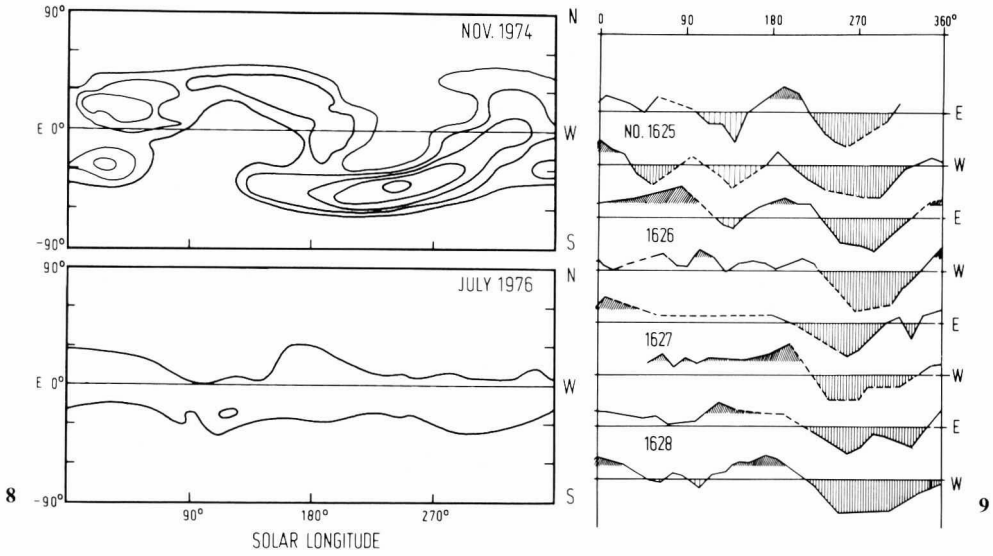 90°
NOV. 1974
N
E 0°
W
-90°
S
90°
JULY 1976
N
E 0°
W
-90°
S
90°
180°
270°
SOLAR LONGITUDE
8
0
90
180
270
360°
E
NO. 1625
W
E
1626
W
E
1627
W
E
1628
W
9